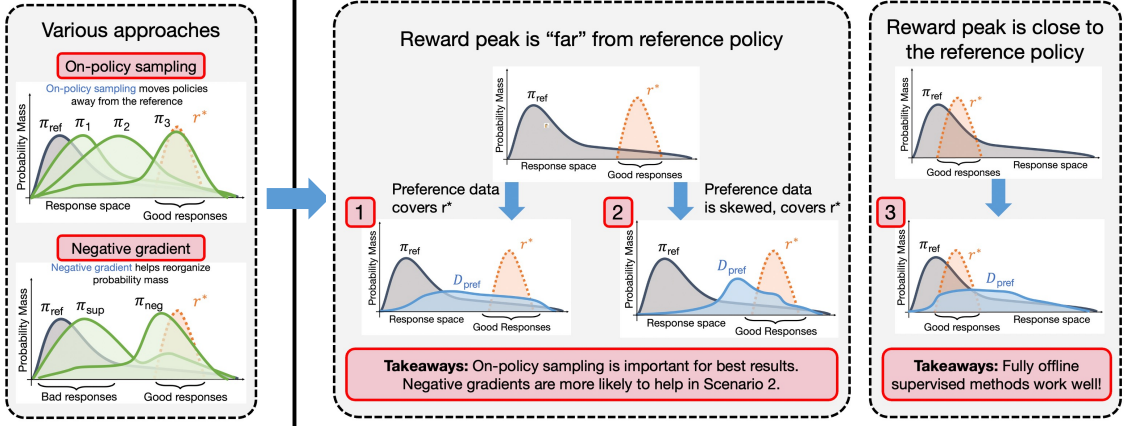 Various approaches
On-policy sampling
On-policy sampling moves policies
away from the reference
Probability Mass
π_ref
π_1
π_2
π_3
r*
Response space
Good responses
Negative gradient
Negative gradient helps reorganize
probability mass
Probability Mass
π_ref
π_sup
π_neg
r*
Bad responses
Good responses
Reward peak is “far” from reference policy
Probability Mass
π_ref
Response space
Good responses
Preference data
covers r*
Preference data
is skewed, covers r*
1
Probability Mass
π_ref
D_pref
r*
Response space
Good Responses
2
Probability Mass
π_ref
D_pref
r*
Response space
Good Responses
Takeaways: On-policy sampling is important for best results.
Negative gradients are more likely to help in Scenario 2.
Reward peak is close to
the reference policy
Probability Mass
π_ref
r*
Good responses
Response space
3
Probability Mass
π_ref
r*
D_pref
Good responses
Response space
Takeaways: Fully offline
supervised methods work well!